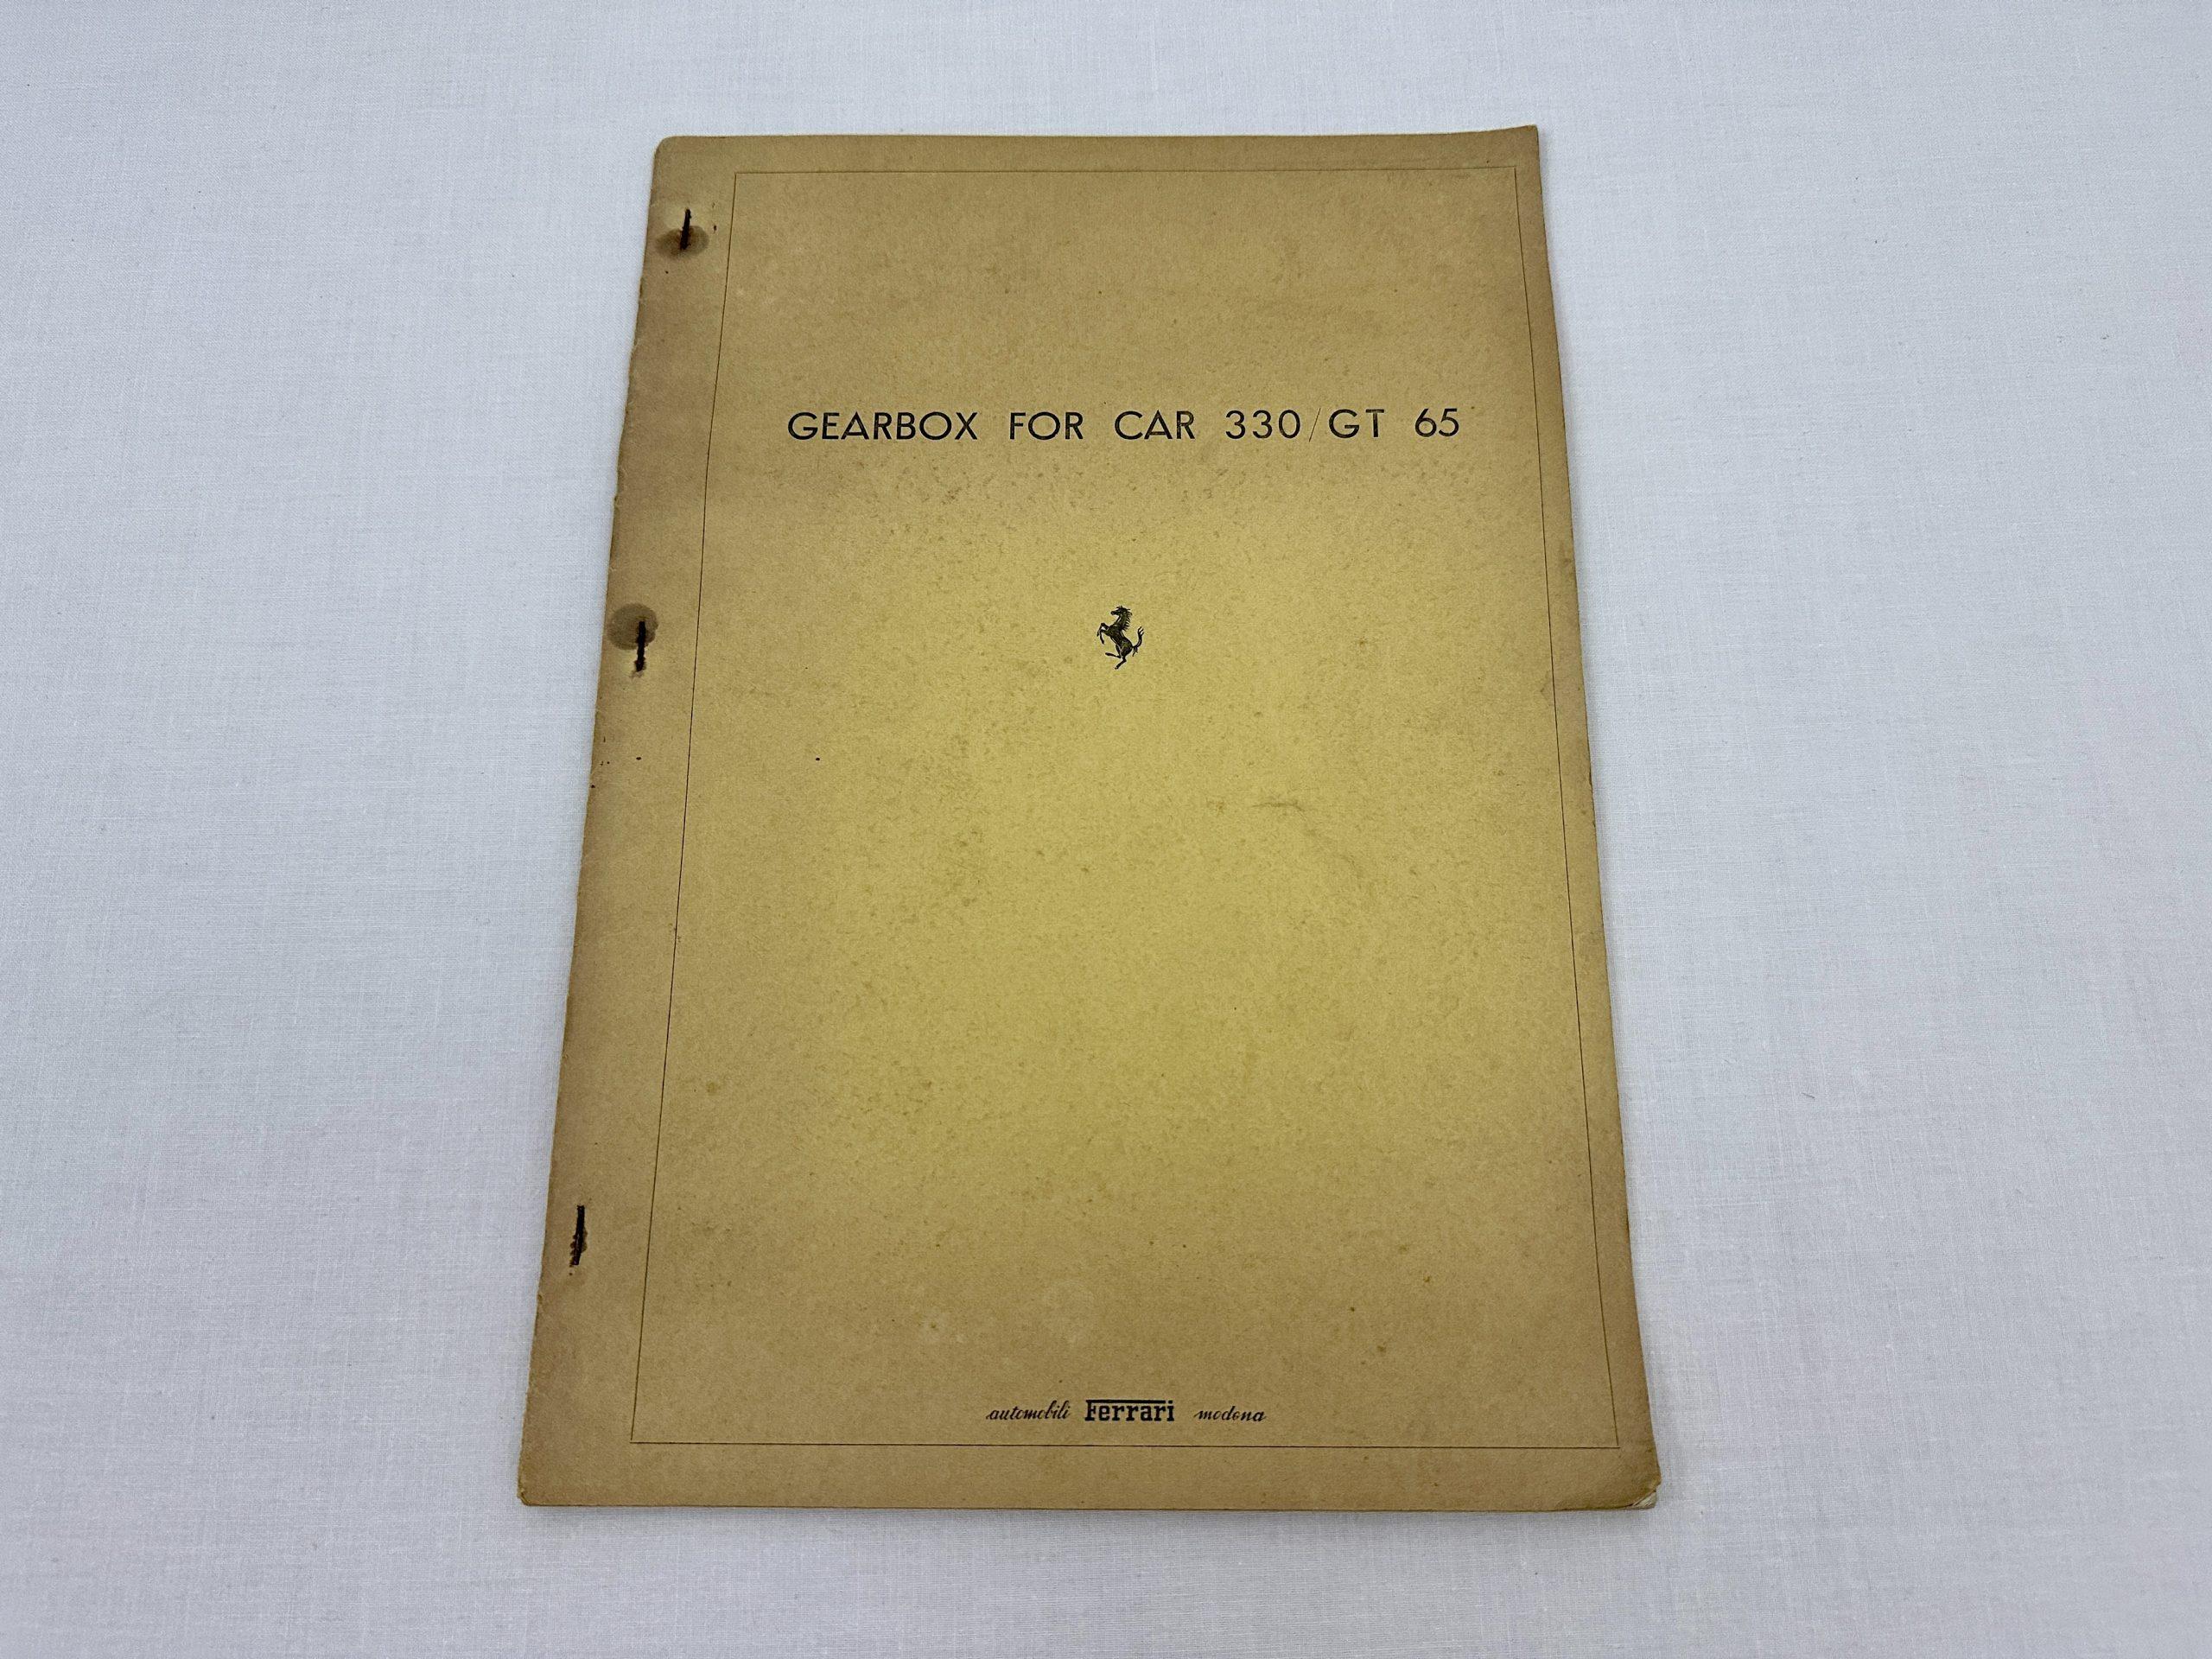 GEARBOX FOR CAR 330/GT 65
automobili Ferrari modena